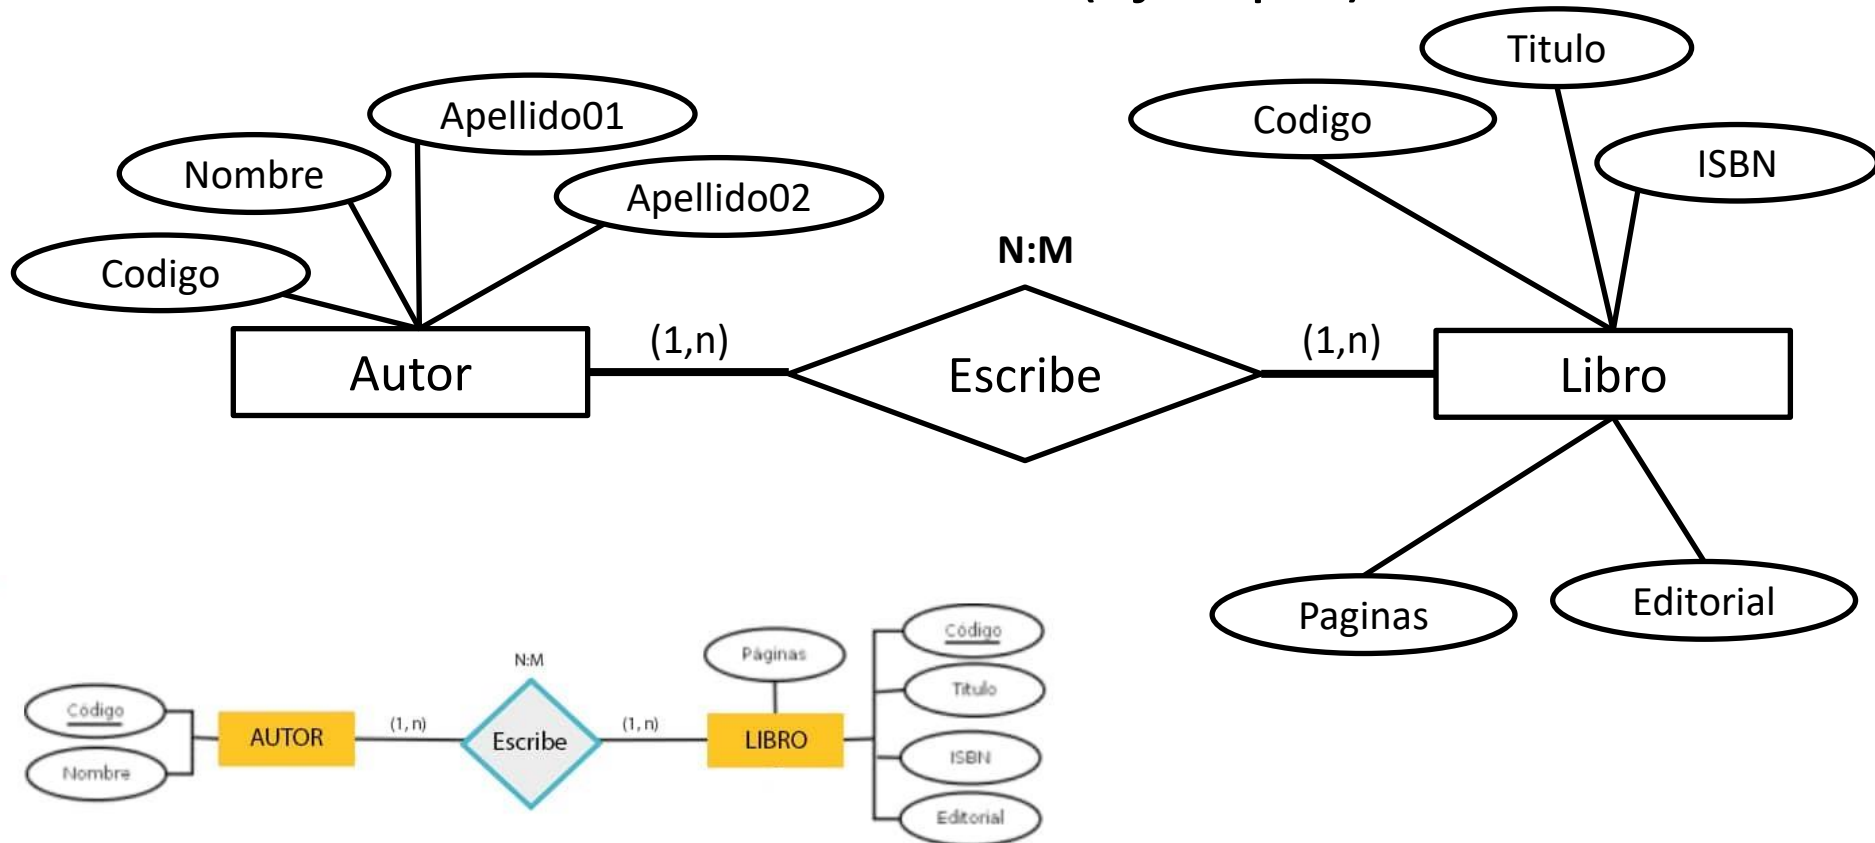 Titulo
Apellido01
Codigo
Nombre
ISBN
Apellido02
N:M
Codigo
(1,n)
(1,n)
Autor
Escribe
Libro
Paginas
Editorial
Código
Páginas
N:M
Titulo
Código
(1, n)
(1, n)
AUTOR
Escribe
LIBRO
ISBN
Nombre
Editorial